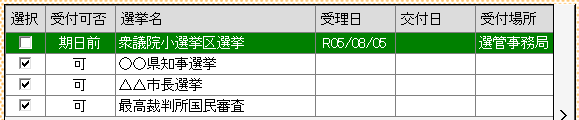 選択 受付可否 選挙名 受理日 交付日 受付場所
期日前 衆議院小選挙区選挙 R05/08/05 選管事務局
可 〇〇県知事選挙
可 △△市長選挙
可 最高裁判所国民審査